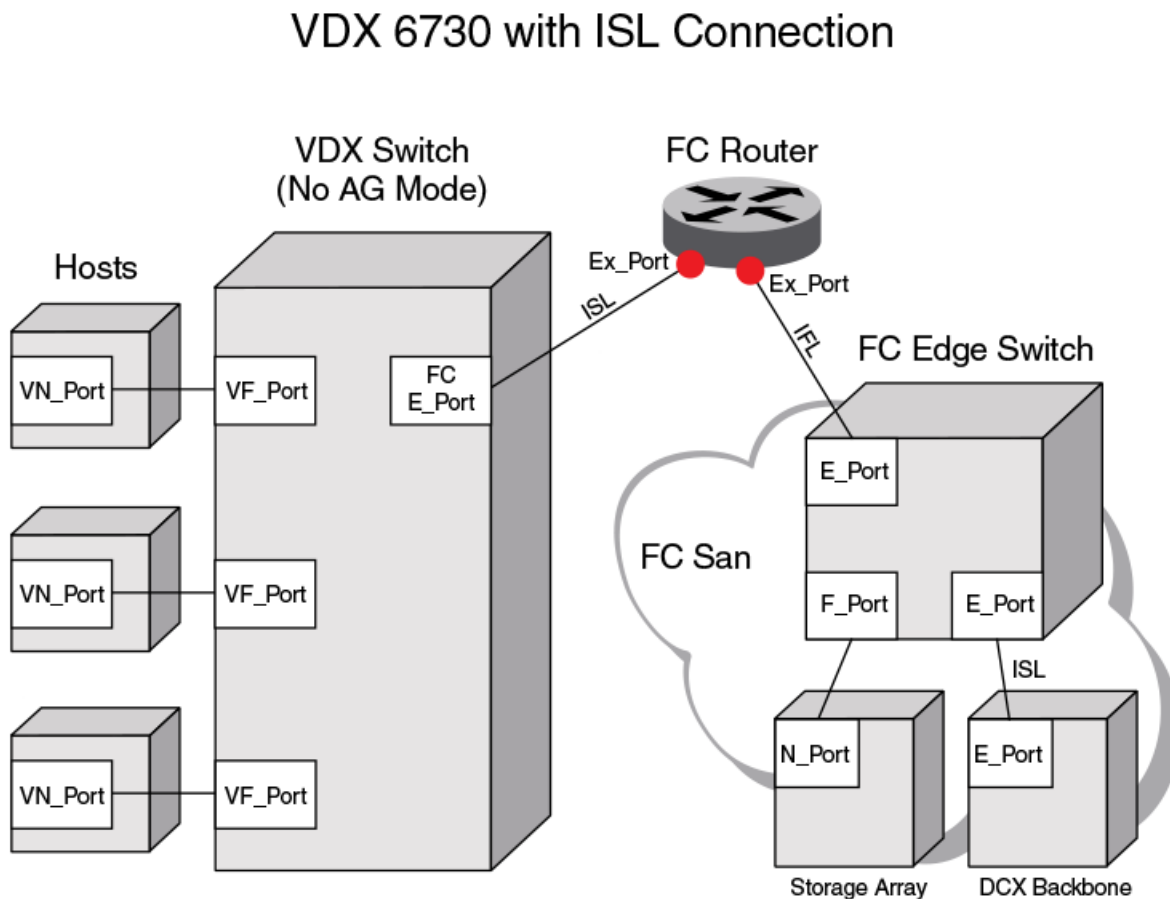 VDX 6730 with ISL Connection
VDX Switch
(No AG Mode)
FC Router
Hosts
Ex_Port
Ex_Port
ISL
IFL
FC Edge Switch
VN_Port
VF_Port
FC
E_Port
E_Port
FC San
VN_Port
VF_Port
F_Port
E_Port
ISL
VN_Port
VF_Port
N_Port
E_Port
Storage Array
DCX Backbone